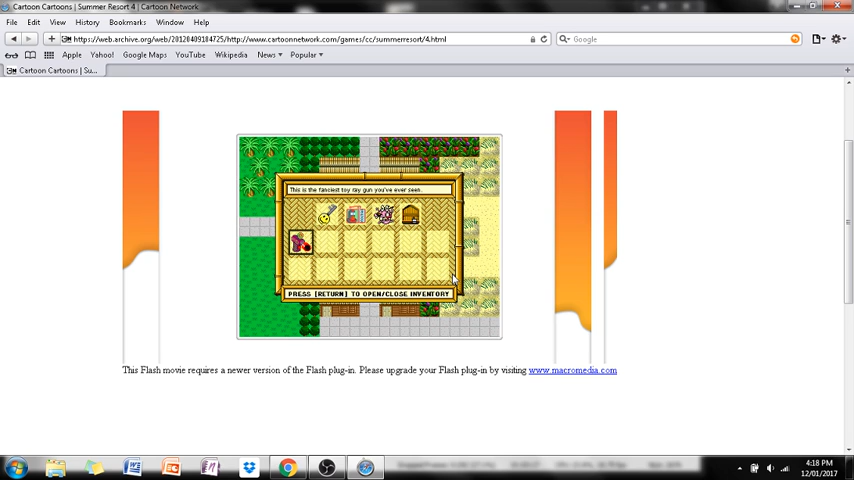 Cartoon Cartoons | Summer Resort 4 | Cartoon Network
File Edit View History Bookmarks Window Help
https://web.archive.org/web/20120409184725/http://www.cartoonnetwork.com/games/cc/summerresort/4.html
Google
Apple Yahoo! Google Maps YouTube Wikipedia News Popular
Cartoon Cartoons | Su...
This is the fanciest toy ray gun you've ever seen.
PRESS [RETURN] TO OPEN/CLOSE INVENTORY
This Flash movie requires a newer version of the Flash plug-in. Please upgrade your Flash plug-in by visiting www.macromedia.com
4:18 PM
12/01/2017